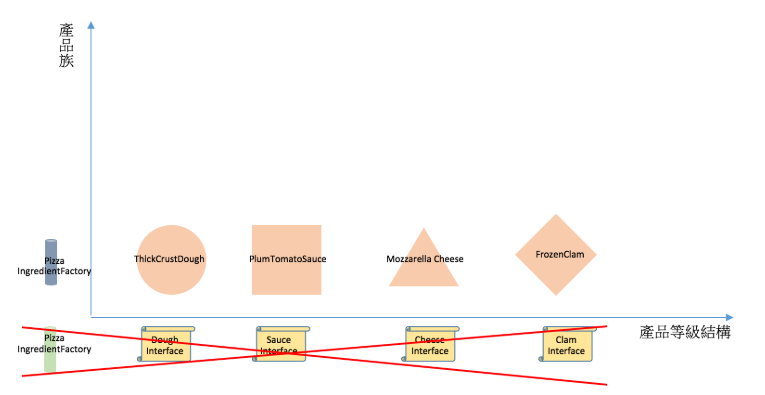 產品族
ThickCrustDough
PlumTomatoSauce
Mozzarella Cheese
FrozenClam
Pizza
IngredientFactory
產品等級結構
Pizza
IngredientFactory
Dough
Interface
Sauce
Interface
Cheese
Interface
Clam
Interface